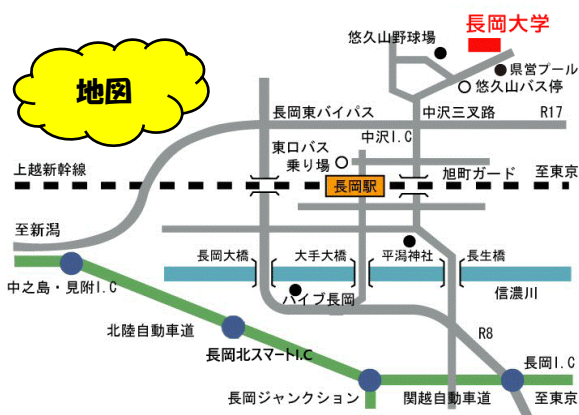 長岡大学
悠久山野球場
地図
県営プール
悠久山バス停
長岡東バイパス
中沢三叉路
R17
中沢I.C
東口バス
乗り場
上越新幹線
長岡駅
旭町ガード
至東京
至新潟
長岡大橋
大手大橋
平潟神社
長生橋
中之島・見附I.C
ハイブ長岡
信濃川
北陸自動車道
R8
長岡北スマートI.C
長岡I.C
長岡ジャンクション
関越自動車道
至東京